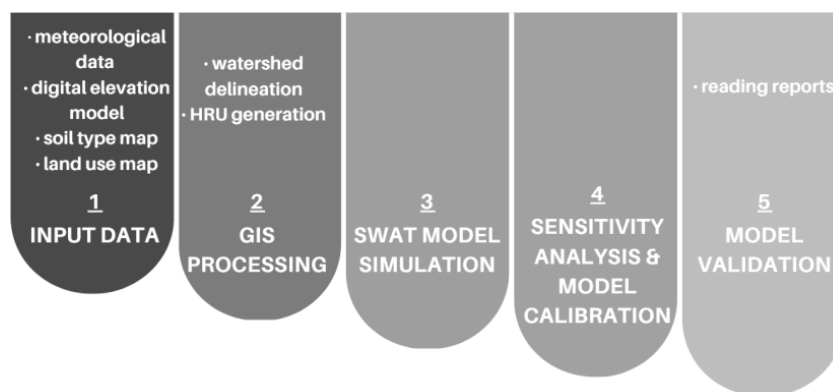 · meteorological
data
· digital elevation
model
· soil type map
· land use map
1
INPUT DATA
· watershed
delineation
· HRU generation
2
GIS
PROCESSING
3
SWAT MODEL
SIMULATION
4
SENSITIVITY
ANALYSIS &
MODEL
CALIBRATION
· reading reports
5
MODEL
VALIDATION